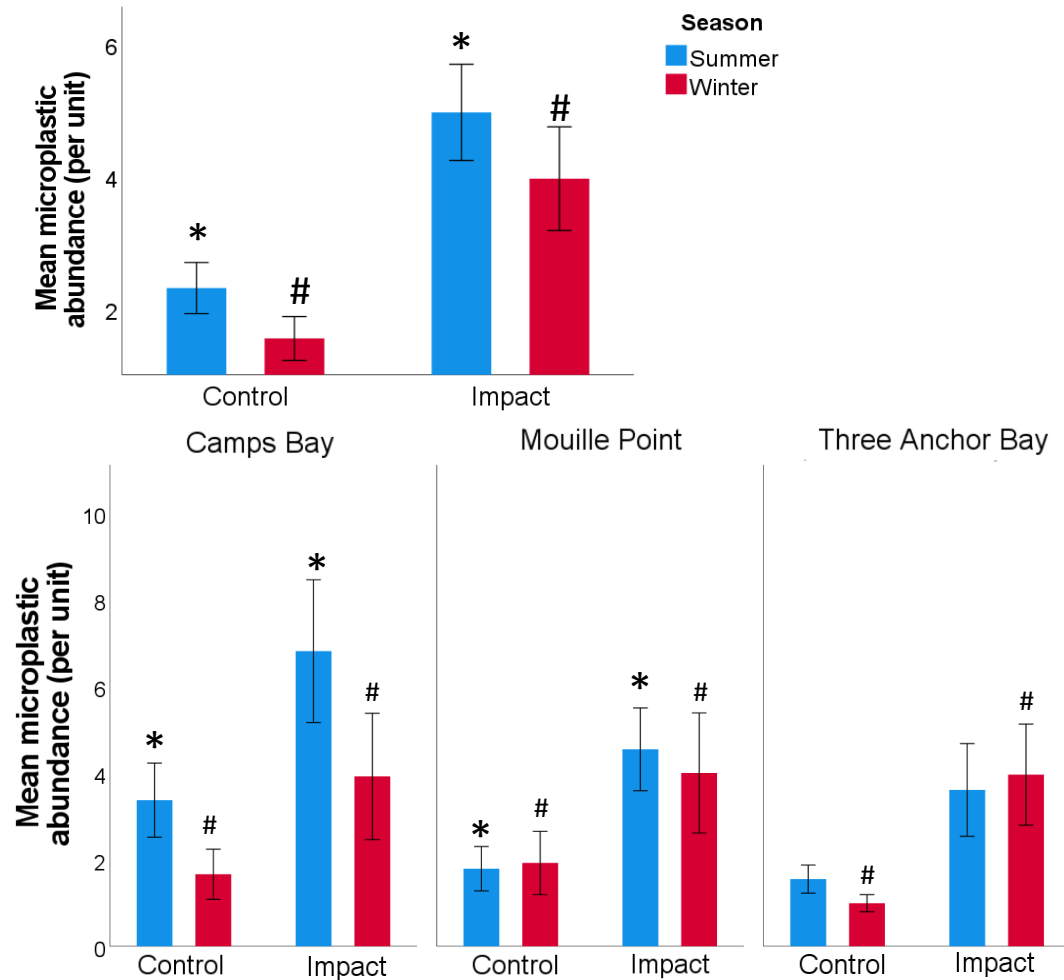 Season
Summer
Winter
Mean microplastic
abundance (per unit)
6
4
2
*
#
*
#
Control
Impact
Camps Bay
Mouille Point
Three Anchor Bay
Mean microplastic
abundance (per unit)
10
8
6
4
2
0
*
#
*
#
*
#
*
#
#
#
Control
Impact
Control
Impact
Control
Impact